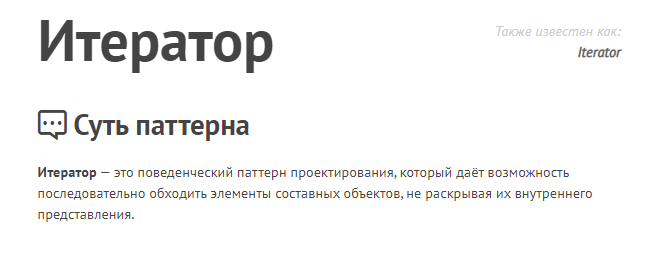 Итератор
Также известен как:
Iterator
Суть паттерна
Итератор — это поведенческий паттерн проектирования, который даёт возможность
последовательно обходить элементы составных объектов, не раскрывая их внутреннего
представления.